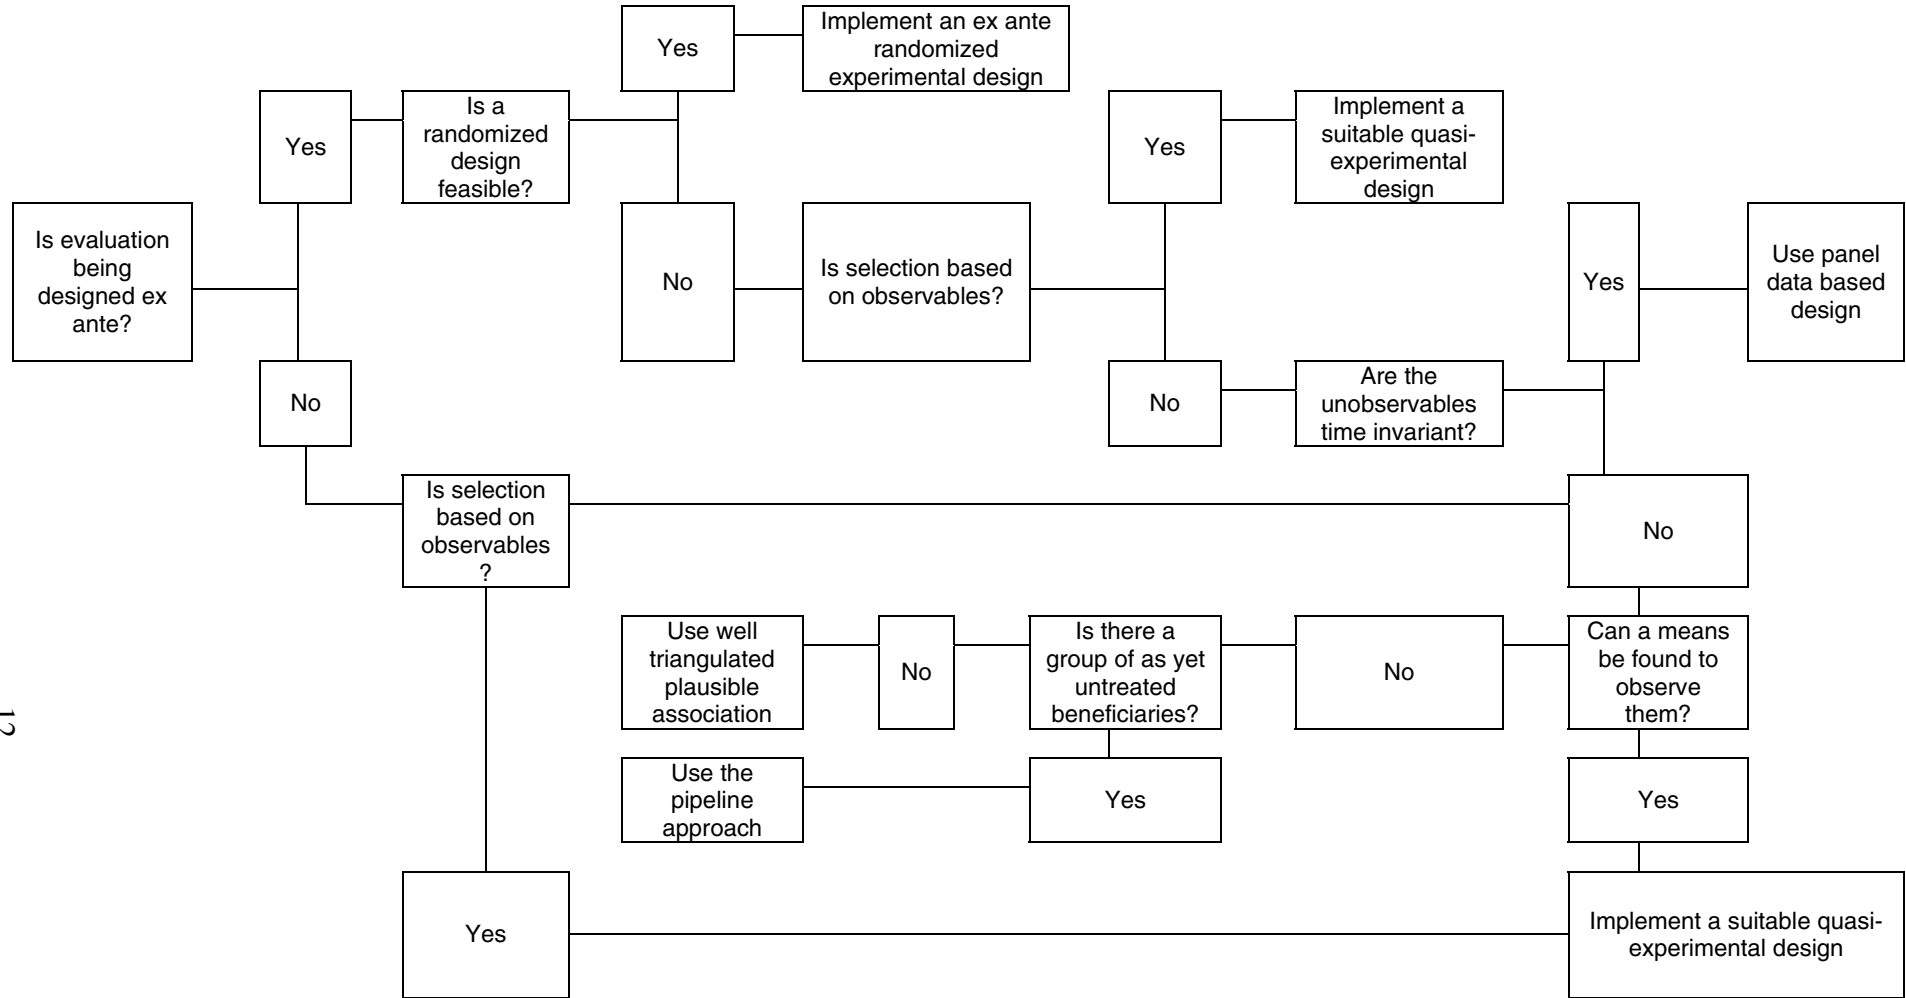 Yes
Implement an ex ante
randomized
experimental design
Yes
Is a
randomized
design
feasible?
Yes
Implement a
suitable quasi-
experimental
design
Is evaluation
being
designed ex
ante?
No
Is selection based
on observables?
Yes
Use panel
data based
design
No
No
Are the
unobservables
time invariant?
Is selection
based on
observables
?
No
Use well
triangulated
plausible
association
No
Is there a
group of as yet
untreated
beneficiaries?
No
Can a means
be found to
observe
them?
Use the
pipeline
approach
Yes
Yes
Yes
Implement a suitable quasi-
experimental design
12